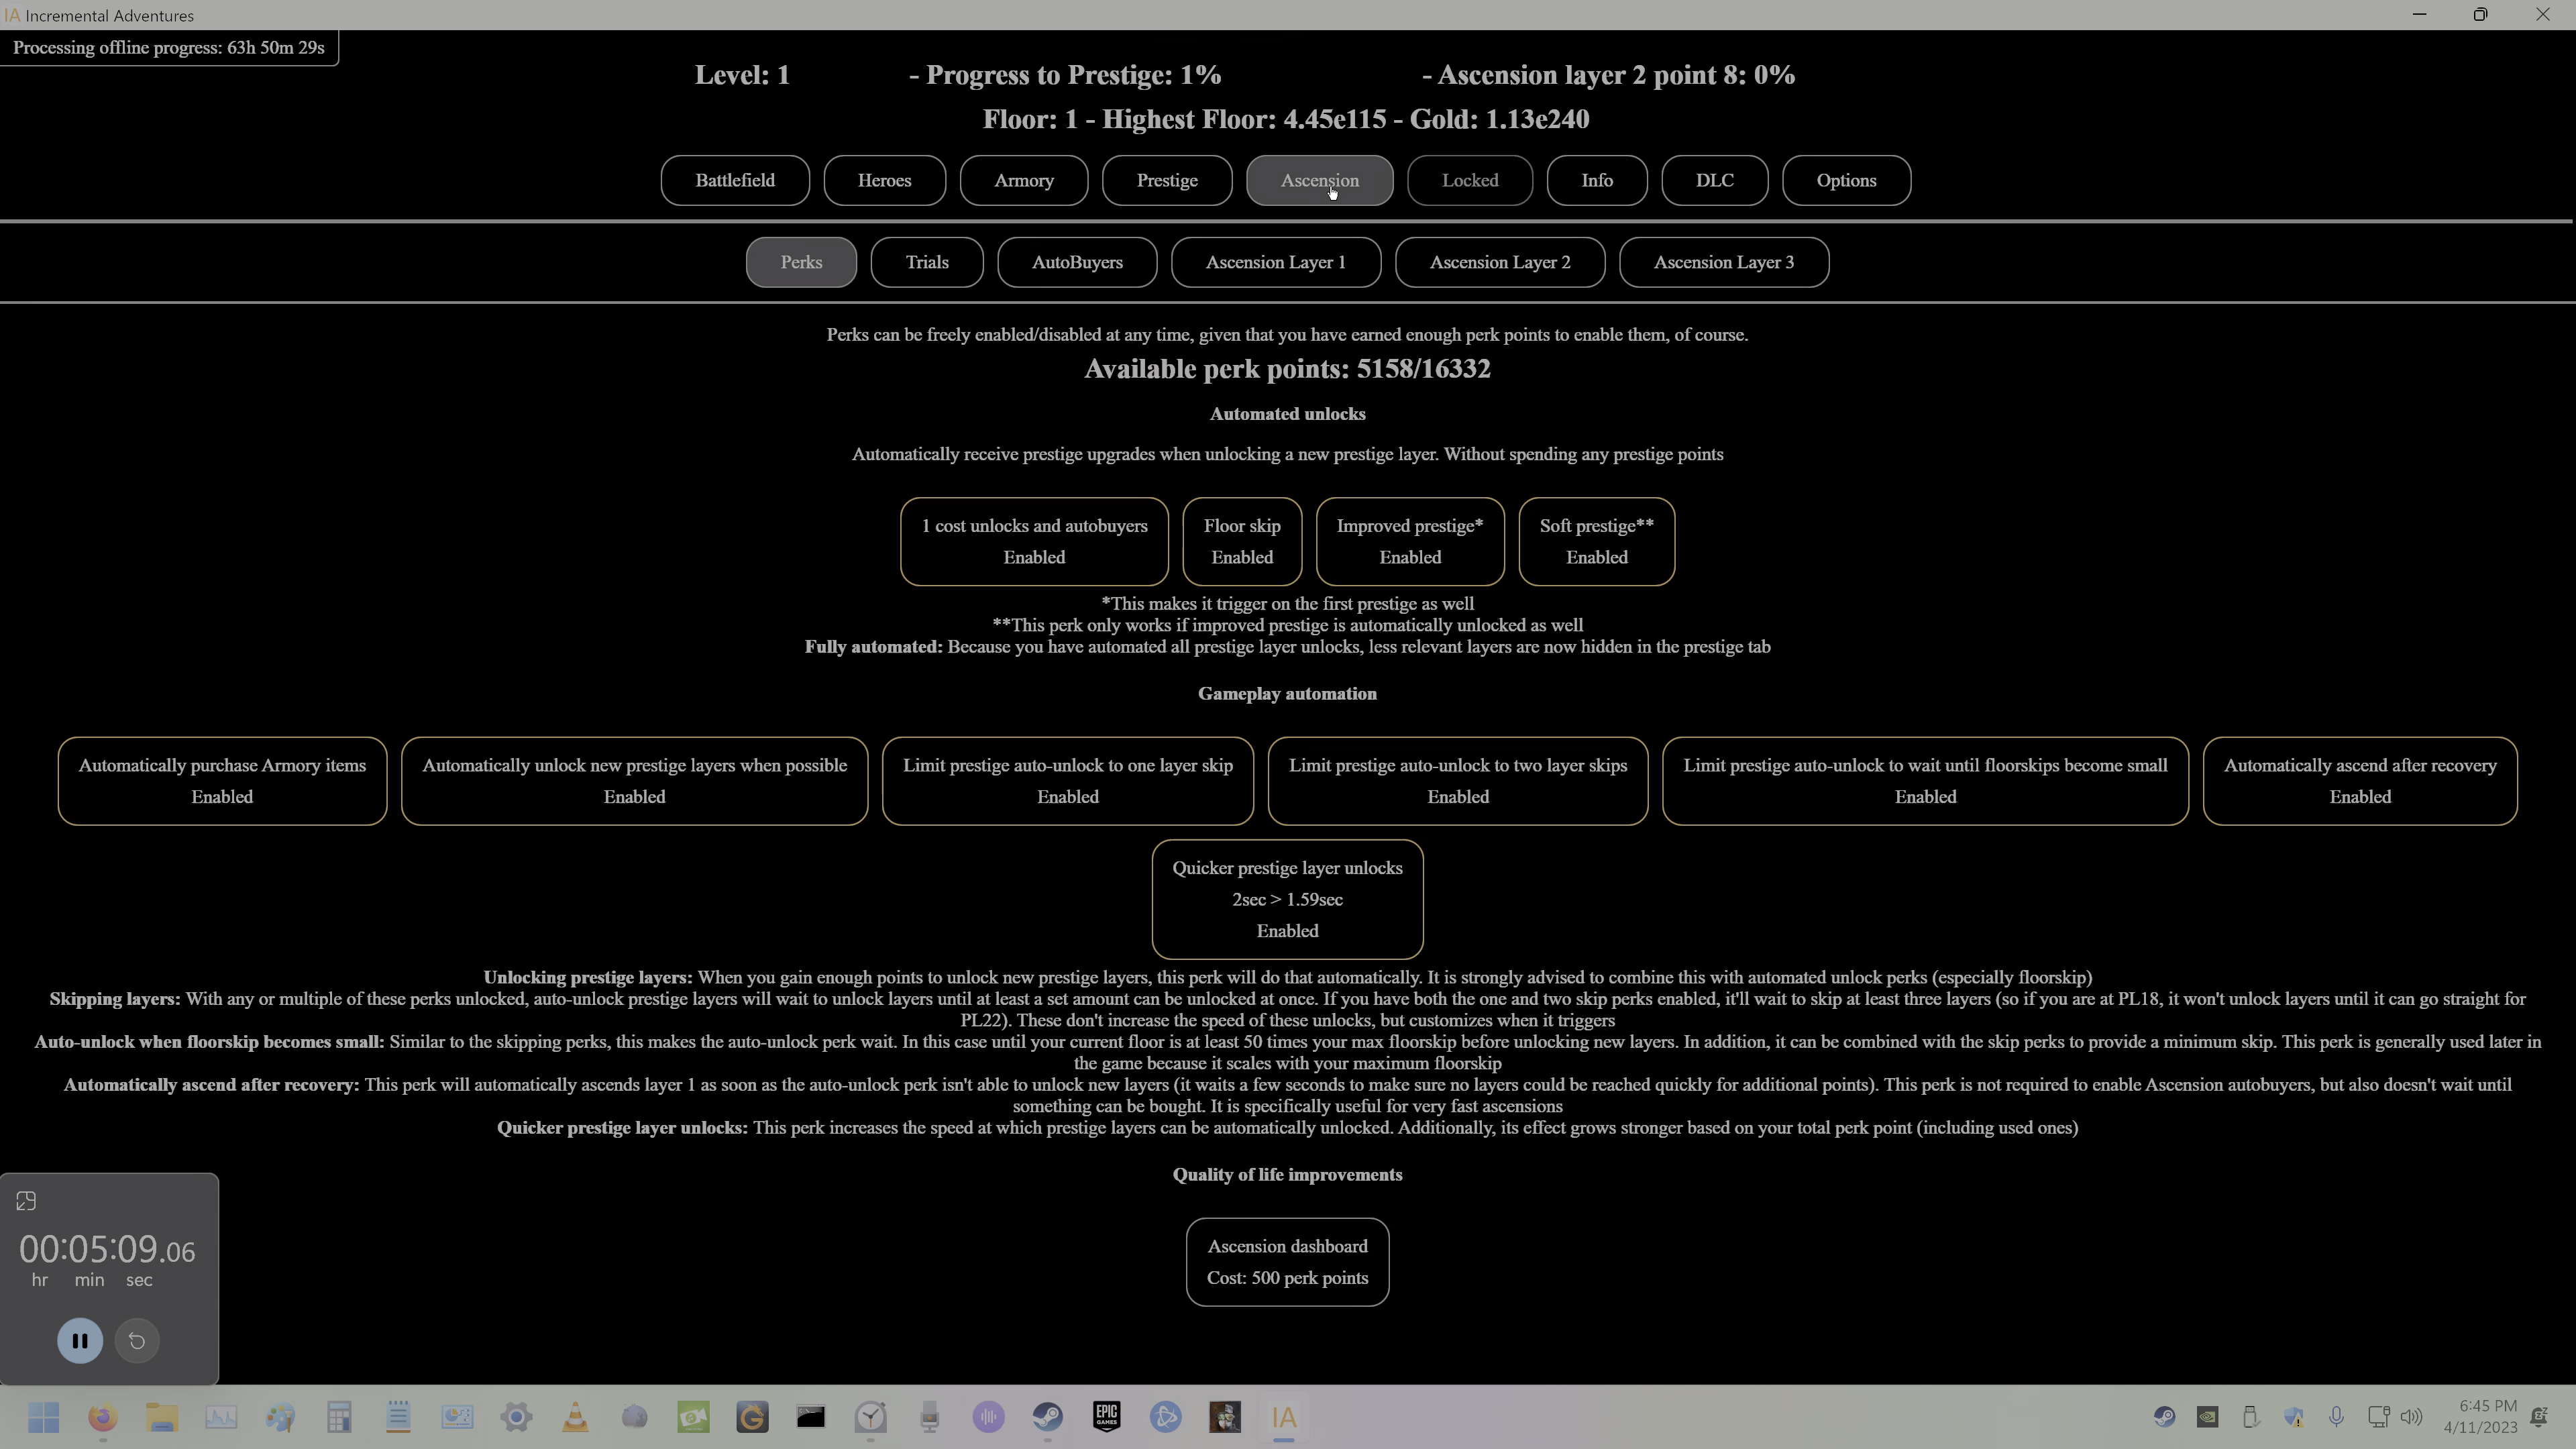 IA Incremental Adventures
Processing offline progress: 63h 50m 29s
Level: 1 - Progress to Prestige: 1% - Ascension layer 2 point 8: 0%
Floor: 1 - Highest Floor: 4.45e115 - Gold: 1.13e240
Battlefield Heroes Armory Prestige Ascension Locked Info DLC Options
Perks Trials AutoBuyers Ascension Layer 1 Ascension Layer 2 Ascension Layer 3
Perks can be freely enabled/disabled at any time, given that you have earned enough perk points to enable them, of course.
Available perk points: 5158/16332
Automated unlocks
Automatically receive prestige upgrades when unlocking a new prestige layer. Without spending any prestige points
1 cost unlocks and autobuyers Floor skip Improved prestige* Soft prestige**
Enabled Enabled Enabled Enabled
*This makes it trigger on the first prestige as well
**This perk only works if improved prestige is automatically unlocked as well
Fully automated: Because you have automated all prestige layer unlocks, less relevant layers are now hidden in the prestige tab
Gameplay automation
Automatically purchase Armory items Automatically unlock new prestige layers when possible Limit prestige auto-unlock to one layer skip Limit prestige auto-unlock to two layer skips Limit prestige auto-unlock to wait until floorskips become small Automatically ascend after recovery
Enabled Enabled Enabled Enabled Enabled Enabled
Quicker prestige layer unlocks
2sec > 1.59sec
Enabled
Unlocking prestige layers: When you gain enough points to unlock new prestige layers, this perk will do that automatically. It is strongly advised to combine this with automated unlock perks (especially floorskip)
Skipping layers: With any or multiple of these perks unlocked, auto-unlock prestige layers will wait to unlock layers until at least a set amount can be unlocked at once. If you have both the one and two skip perks enabled, it'll wait to skip at least three layers (so if you are at PL18, it won't unlock layers until it can go straight for
PL22). These don't increase the speed of these unlocks, but customizes when it triggers
Auto-unlock when floorskip becomes small: Similar to the skipping perks, this makes the auto-unlock perk wait. In this case until your current floor is at least 50 times your max floorskip before unlocking new layers. In addition, it can be combined with the skip perks to provide a minimum skip. This perk is generally used later in
the game because it scales with your maximum floorskip
Automatically ascend after recovery: This perk will automatically ascends layer 1 as soon as the auto-unlock perk isn't able to unlock new layers (it waits a few seconds to make sure no layers could be reached quickly for additional points). This perk is not required to enable Ascension autobuyers, but also doesn't wait until
something can be bought. It is specifically useful for very fast ascensions
Quicker prestige layer unlocks: This perk increases the speed at which prestige layers can be automatically unlocked. Additionally, its effect grows stronger based on your total perk point (including used ones)
Quality of life improvements
Ascension dashboard
Cost: 500 perk points
00:05:09.06
hr min sec
EPIC GAMES
IA
6:45 PM
4/11/2023